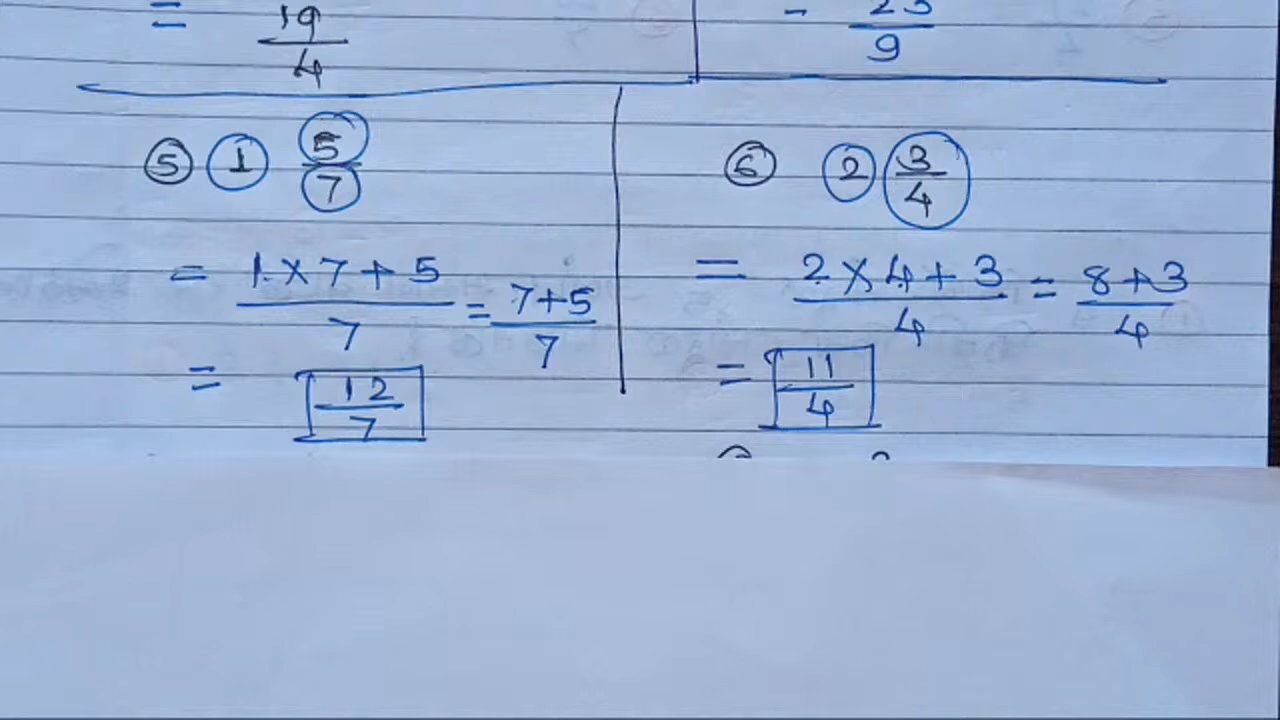 = 19/4
- 23/9
⑤ ① 5/7
= 1 × 7 + 5 / 7 = 7+5 / 7
= 12/7
⑥ ② 3/4
= 2 × 4 + 3 / 4 = 8+3 / 4
= 11/4